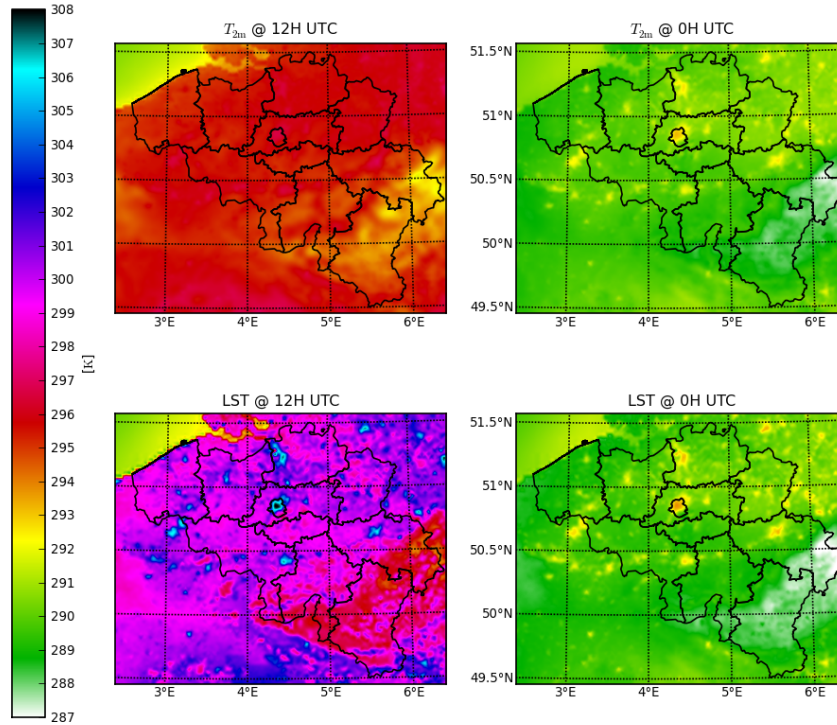 T2m @ 12H UTC
T2m @ 0H UTC
308
307
306
305
304
303
302
301
300
299
298
297
296
295
294
293
292
291
290
289
288
287
[K]
51.5°N
51°N
50.5°N
50°N
49.5°N
3°E 4°E 5°E 6°E
3°E 4°E 5°E 6°E
LST @ 12H UTC
LST @ 0H UTC
51.5°N
51°N
50.5°N
50°N
49.5°N
3°E 4°E 5°E 6°E
3°E 4°E 5°E 6°E